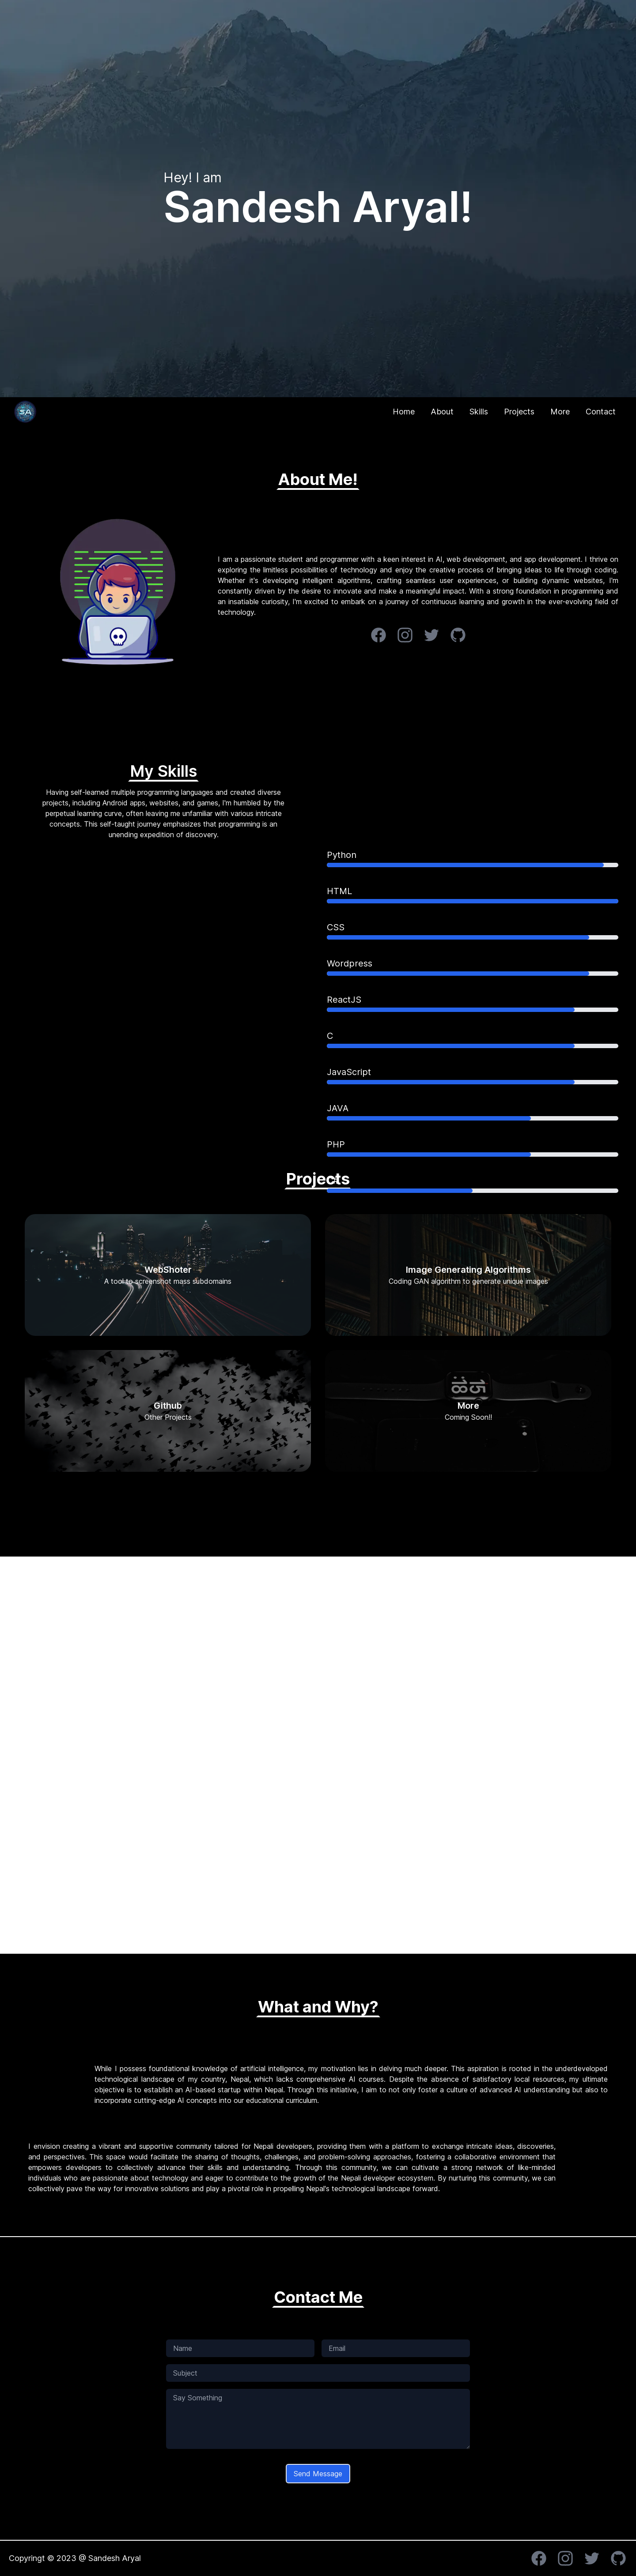 Hey! I am
Sandesh Aryal!
SA
Home About Skills Projects More Contact
About Me!
I am a passionate student and programmer with a keen interest in AI, web development, and app development. I thrive on
exploring the limitless possibilities of technology and enjoy the creative process of bringing ideas to life through coding.
Whether it's developing intelligent algorithms, crafting seamless user experiences, or building dynamic websites, I'm
constantly driven by the desire to innovate and make a meaningful impact. With a strong foundation in programming and
an insatiable curiosity, I'm excited to embark on a journey of continuous learning and growth in the ever-evolving field of
technology.
My Skills
Having self-learned multiple programming languages and created diverse
projects, including Android apps, websites, and games, I'm humbled by the
perpetual learning curve, often leaving me unfamiliar with various intricate
concepts. This self-taught journey emphasizes that programming is an
unending expedition of discovery.
Python
HTML
CSS
Wordpress
ReactJS
C
JavaScript
JAVA
PHP
Projects
WebShoter
A tool to screenshot mass subdomains
Image Generating Algorithms
Coding GAN algorithm to generate unique images
Github
Other Projects
18 15
More
Coming Soon!!
What and Why?
While I possess foundational knowledge of artificial intelligence, my motivation lies in delving much deeper. This aspiration is rooted in the underdeveloped
technological landscape of my country, Nepal, which lacks comprehensive AI courses. Despite the absence of satisfactory local resources, my ultimate
objective is to establish an AI-based startup within Nepal. Through this initiative, I aim to not only foster a culture of advanced AI understanding but also to
incorporate cutting-edge AI concepts into our educational curriculum.
I envision creating a vibrant and supportive community tailored for Nepali developers, providing them with a platform to exchange intricate ideas, discoveries,
and perspectives. This space would facilitate the sharing of thoughts, challenges, and problem-solving approaches, fostering a collaborative environment that
empowers developers to collectively advance their skills and understanding. Through this community, we can cultivate a strong network of like-minded
individuals who are passionate about technology and eager to contribute to the growth of the Nepali developer ecosystem. By nurturing this community, we can
collectively pave the way for innovative solutions and play a pivotal role in propelling Nepal's technological landscape forward.
Contact Me
Name Email
Subject
Say Something
Send Message
Copyringt © 2023 @ Sandesh Aryal